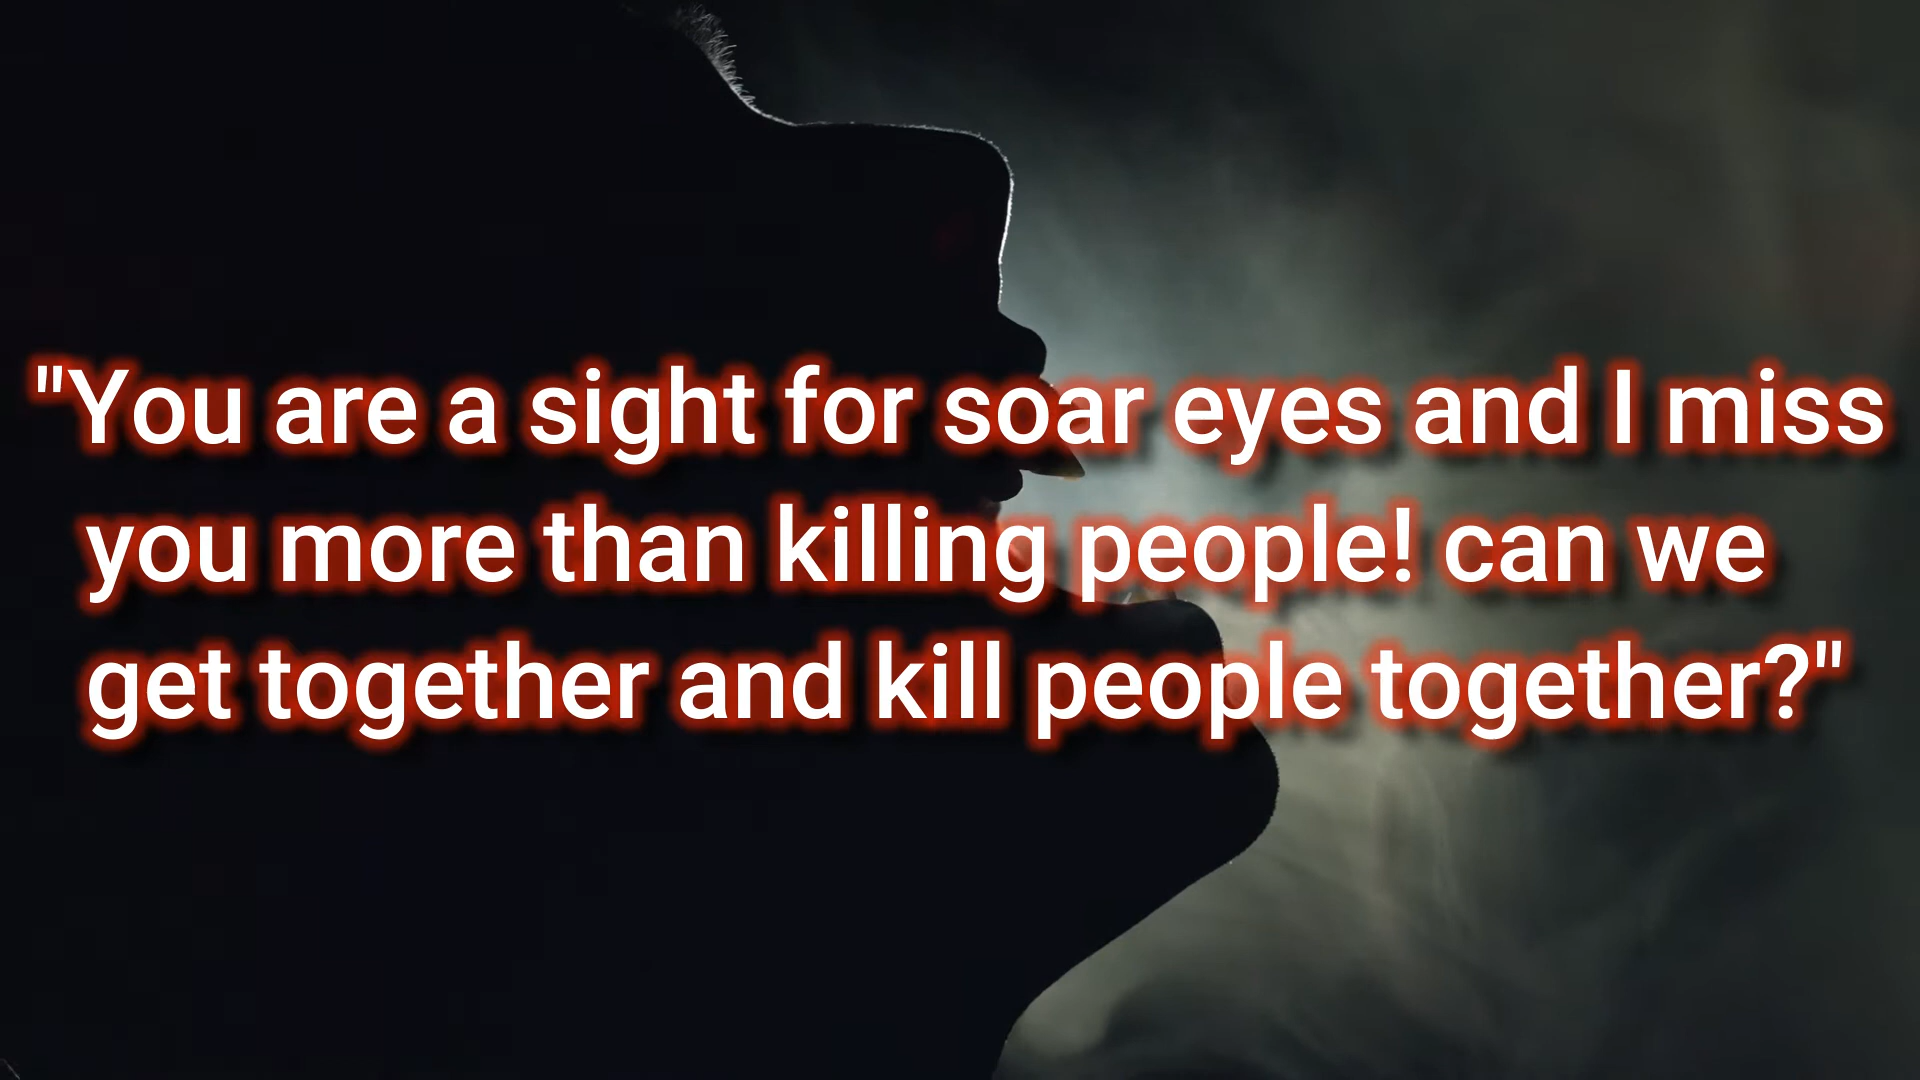 "You are a sight for soar eyes and I miss
you more than killing people! can we
get together and kill people together?"